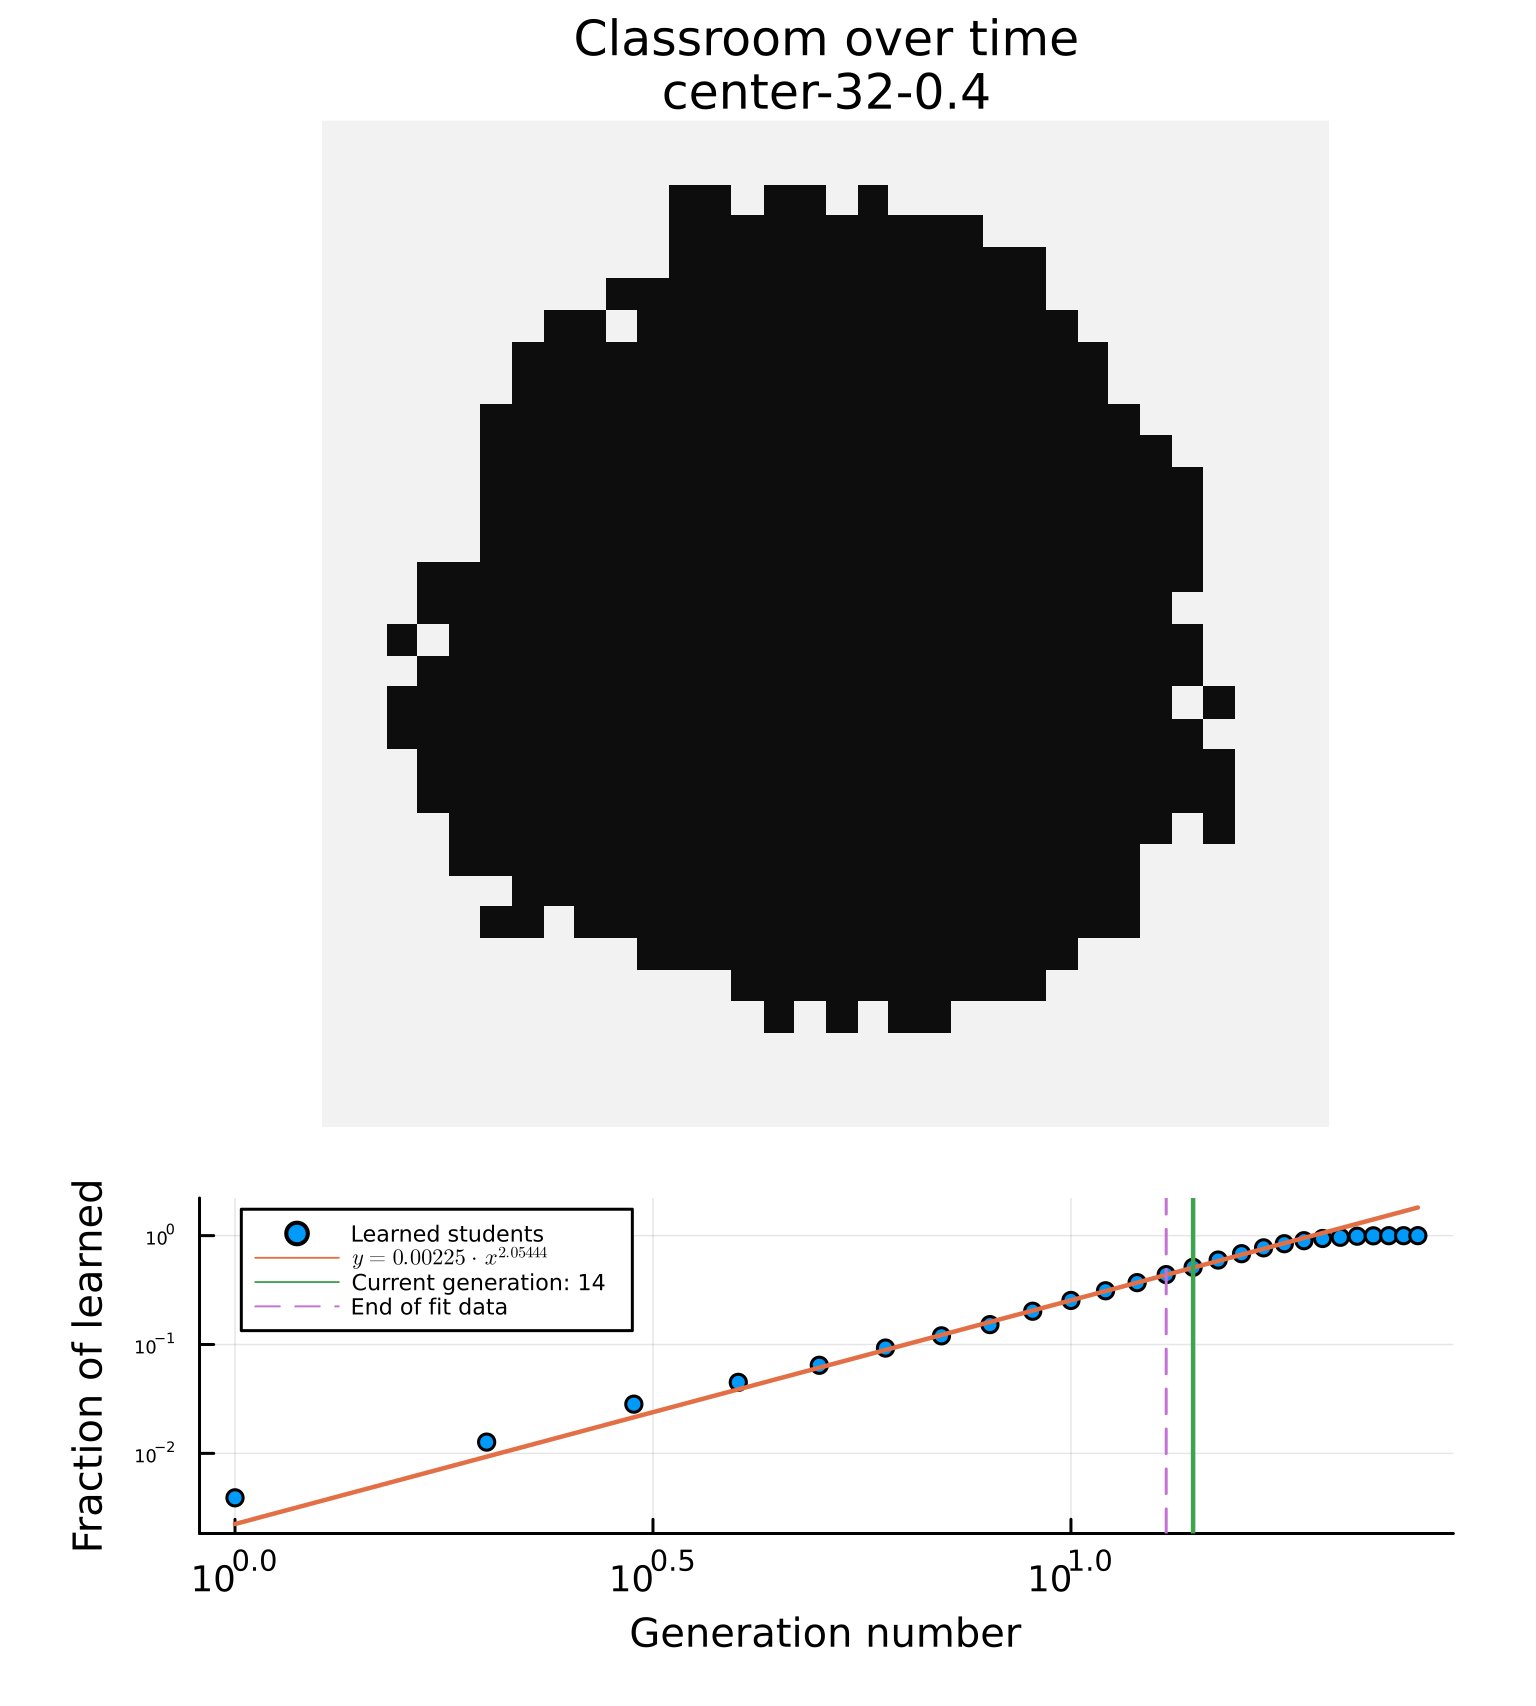 Classroom over time
center-32-0.4
Fraction of learned
10⁰
10⁻¹
10⁻²
Learned students
y = 0.00225 · x^2.05444
Current generation: 14
End of fit data
10^0.0
10^0.5
10^1.0
Generation number